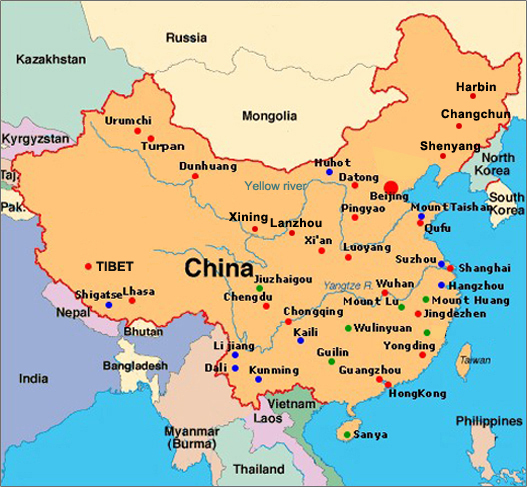 Russia
Kazakhstan
Mongolia
Harbin
Changchun
Urumchi
Turpan
Kyrgyzstan
Shenyang
Dunhuang
Huhot
North
Korea
Taj.
Datong
Yellow river
Beijing
Pak.
South
Korea
Mount Taishan
Xining
Pingyao
Lanzhou
Qufu
Xi'an
Luoyang
Suzhou
TIBET
China
Shanghai
Jiuzhaigou
Yangtze R.
Wuhan
Hangzhou
Shigatse
Lhasa
Chengdu
Mount Lu
Mount Huang
Nepal
Chongqing
Jingdezhen
Bhutan
Kaili
Wulinyuan
Li jiang
Yongding
Guilin
Taiwan
Bangladesh
Dali
Kunming
Guangzhou
India
HongKong
Vietnam
Laos
Philippines
Myanmar
(Burma)
Sanya
Thailand